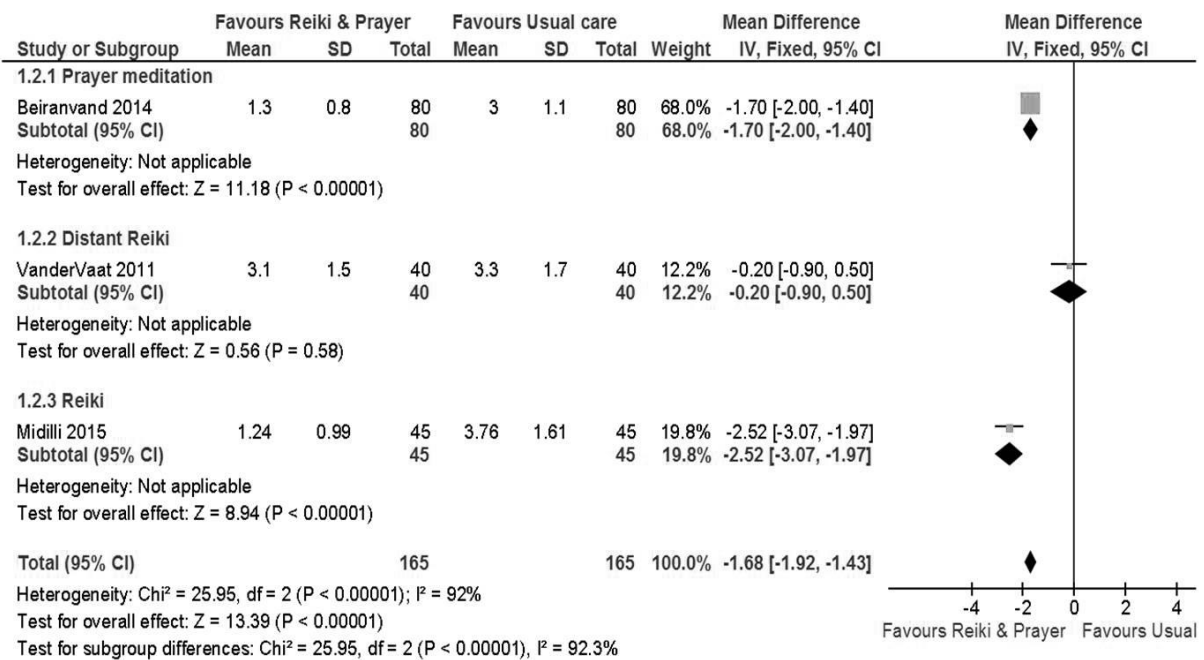 Favours Reiki & Prayer Favours Usual care Mean Difference Mean Difference
Study or Subgroup Mean SD Total Mean SD Total Weight IV, Fixed, 95% CI IV, Fixed, 95% CI
1.2.1 Prayer meditation
Beiranvand 2014 1.3 0.8 80 3 1.1 80 68.0% -1.70 [-2.00, -1.40]
Subtotal (95% CI) 80 80 68.0% -1.70 [-2.00, -1.40]
Heterogeneity: Not applicable
Test for overall effect: Z = 11.18 (P < 0.00001)
1.2.2 Distant Reiki
VanderVaat 2011 3.1 1.5 40 3.3 1.7 40 12.2% -0.20 [-0.90, 0.50]
Subtotal (95% CI) 40 40 12.2% -0.20 [-0.90, 0.50]
Heterogeneity: Not applicable
Test for overall effect: Z = 0.56 (P = 0.58)
1.2.3 Reiki
Midilli 2015 1.24 0.99 45 3.76 1.61 45 19.8% -2.52 [-3.07, -1.97]
Subtotal (95% CI) 45 45 19.8% -2.52 [-3.07, -1.97]
Heterogeneity: Not applicable
Test for overall effect: Z = 8.94 (P < 0.00001)
Total (95% CI) 165 165 100.0% -1.68 [-1.92, -1.43]
Heterogeneity: Chi² = 25.95, df = 2 (P < 0.00001); I² = 92%
Test for overall effect: Z = 13.39 (P < 0.00001)
Test for subgroup differences: Chi² = 25.95, df = 2 (P < 0.00001), I² = 92.3%
-4 -2 0 2 4
Favours Reiki & Prayer Favours Usual